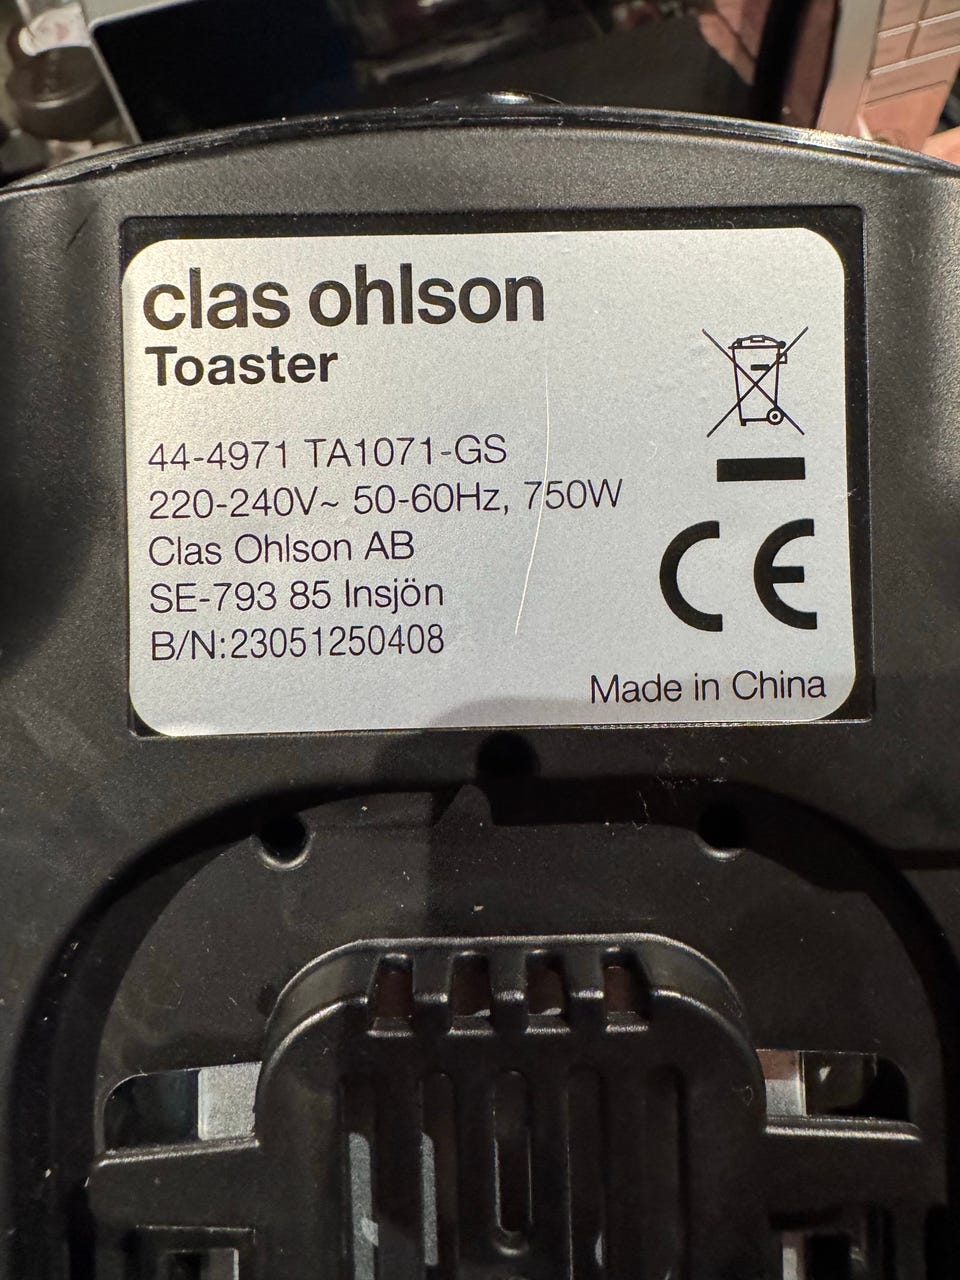 clas ohlson
Toaster
44-4971 TA1071-GS
220-240V~ 50-60Hz, 750W
Clas Ohlson AB
SE-793 85 Insjön
B/N:23051250408
CE
Made in China